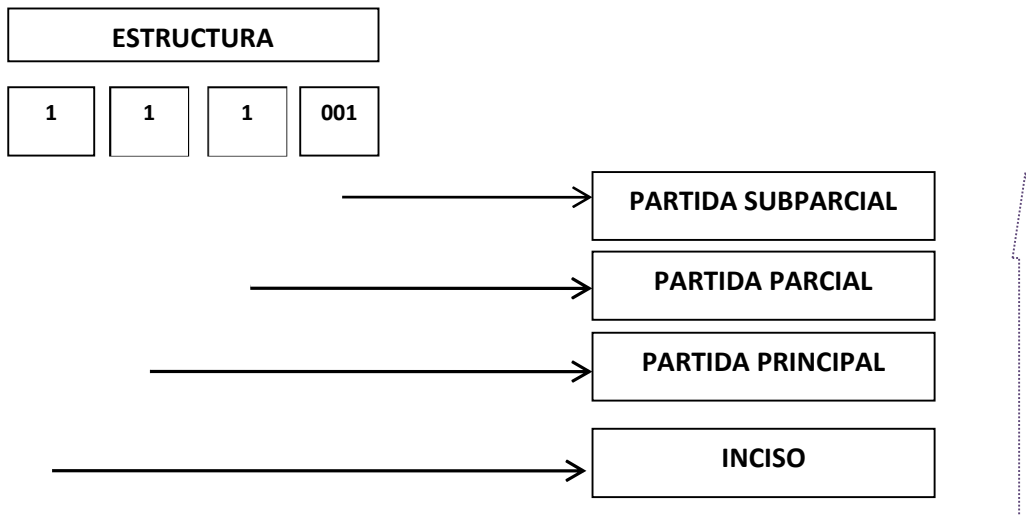 ESTRUCTURA
1 1 1 001
PARTIDA SUBPARCIAL
PARTIDA PARCIAL
PARTIDA PRINCIPAL
INCISO